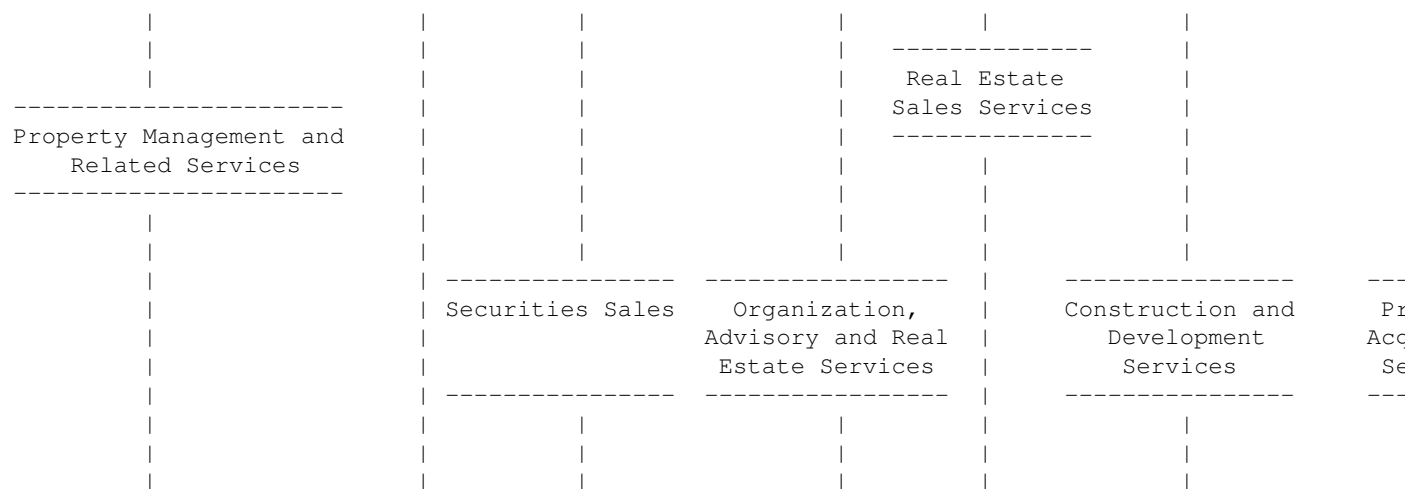 Real Estate
Sales Services
Property Management and
Related Services
Securities Sales
Organization,
Advisory and Real
Estate Services
Construction and
Development
Services